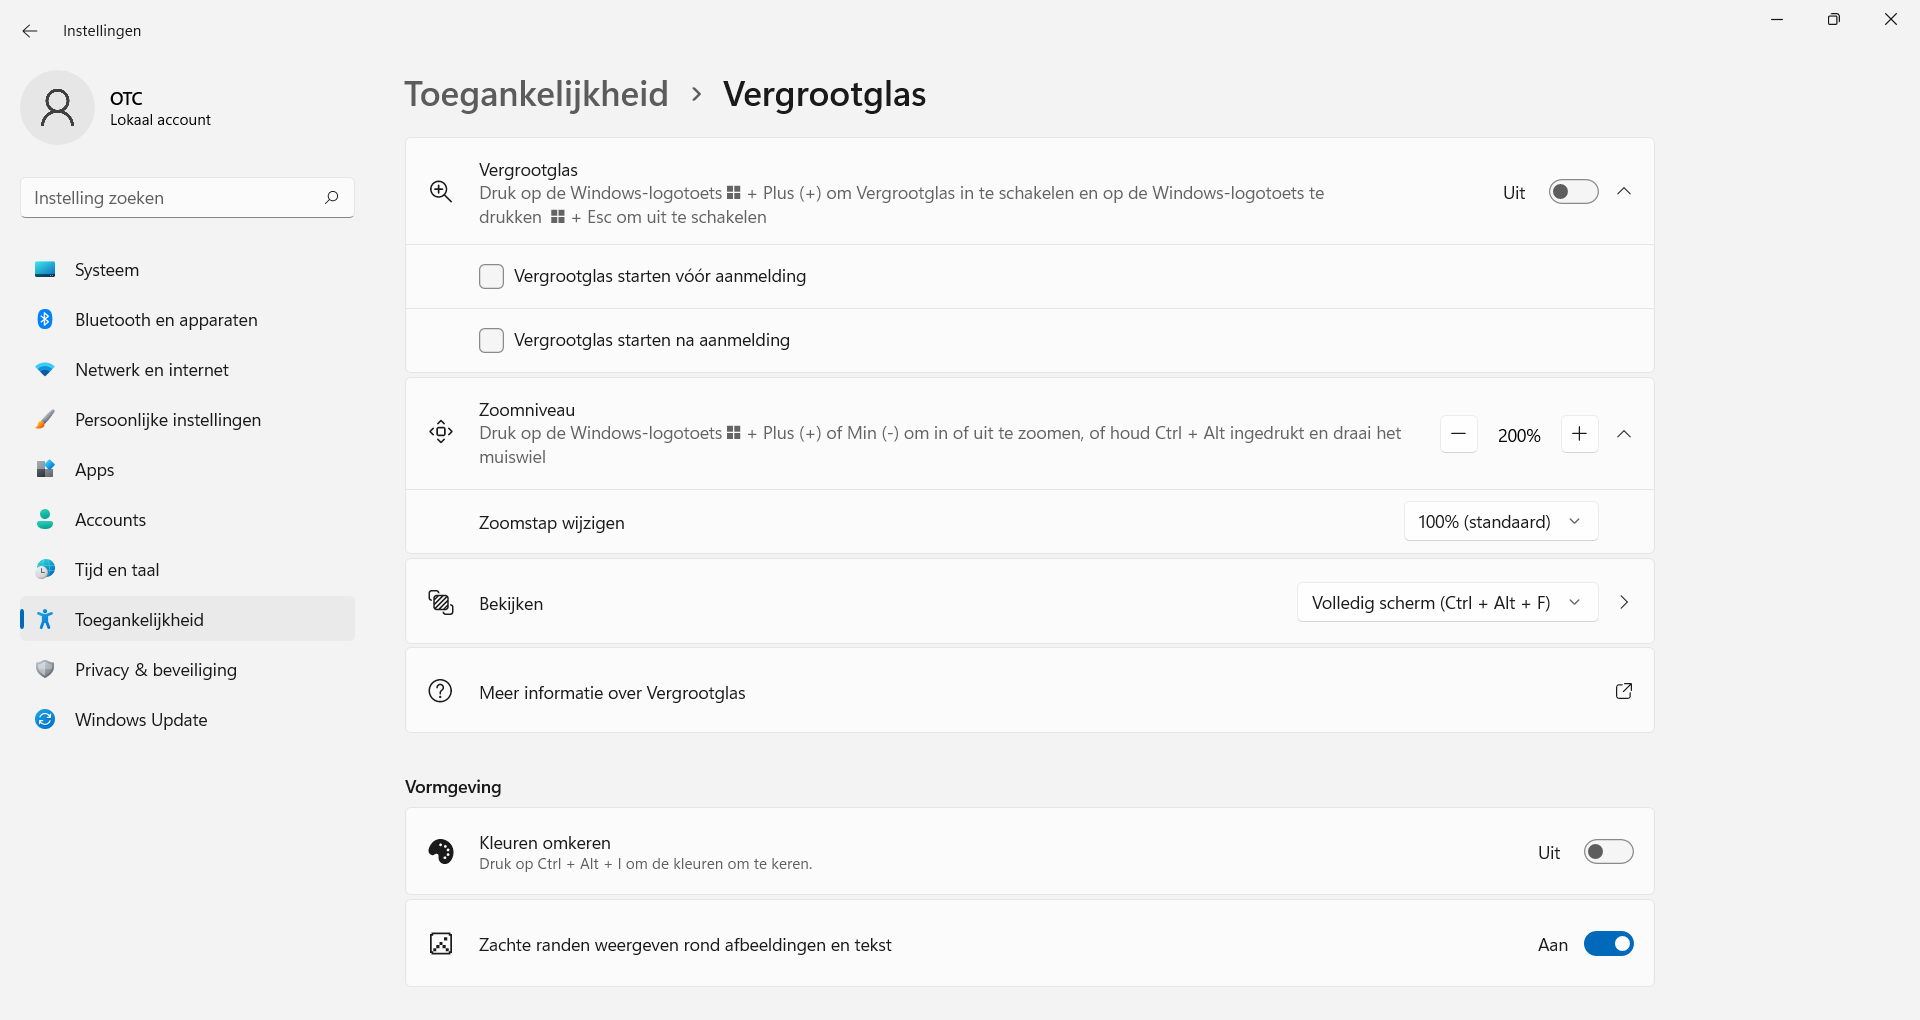 Instellingen
OTC
Lokaal account
Instelling zoeken
Systeem
Bluetooth en apparaten
Netwerk en internet
Persoonlijke instellingen
Apps
Accounts
Tijd en taal
Toegankelijkheid
Privacy & beveiliging
Windows Update
Toegankelijkheid > Vergrootglas
Vergrootglas
Druk op de Windows-logotoets + Plus (+) om Vergrootglas in te schakelen en op de Windows-logotoets te
drukken + Esc om uit te schakelen
Uit
Vergrootglas starten vóór aanmelding
Vergrootglas starten na aanmelding
Zoomniveau
Druk op de Windows-logotoets + Plus (+) of Min (-) om in of uit te zoomen, of houd Ctrl + Alt ingedrukt en draai het
muiswiel
200%
Zoomstap wijzigen
100% (standaard)
Bekijken
Volledig scherm (Ctrl + Alt + F)
Meer informatie over Vergrootglas
Vormgeving
Kleuren omkeren
Druk op Ctrl + Alt + I om de kleuren om te keren.
Uit
Zachte randen weergeven rond afbeeldingen en tekst
Aan